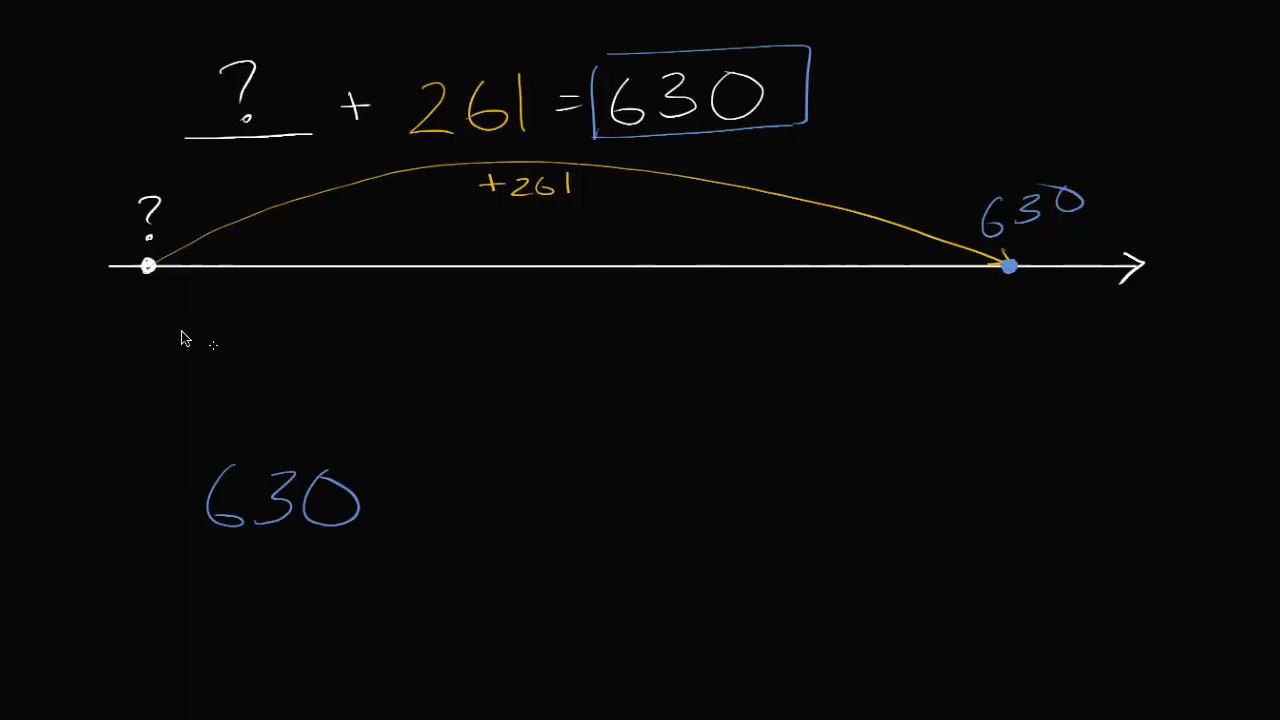 ? + 261 = 630
+261
? 630
630